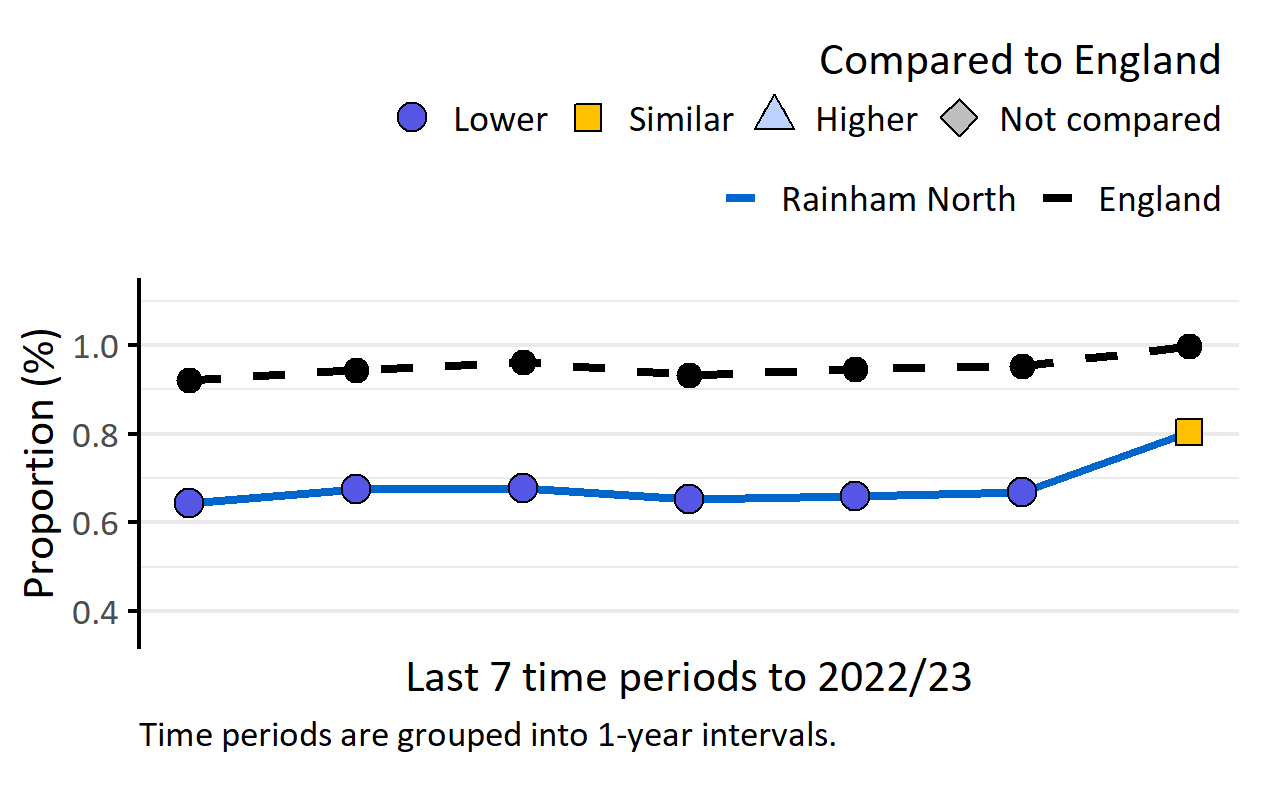 Compared to England
Lower Similar Higher Not compared
Rainham North England
Proportion (%)
1.0
0.8
0.6
0.4
Last 7 time periods to 2022/23
Time periods are grouped into 1-year intervals.